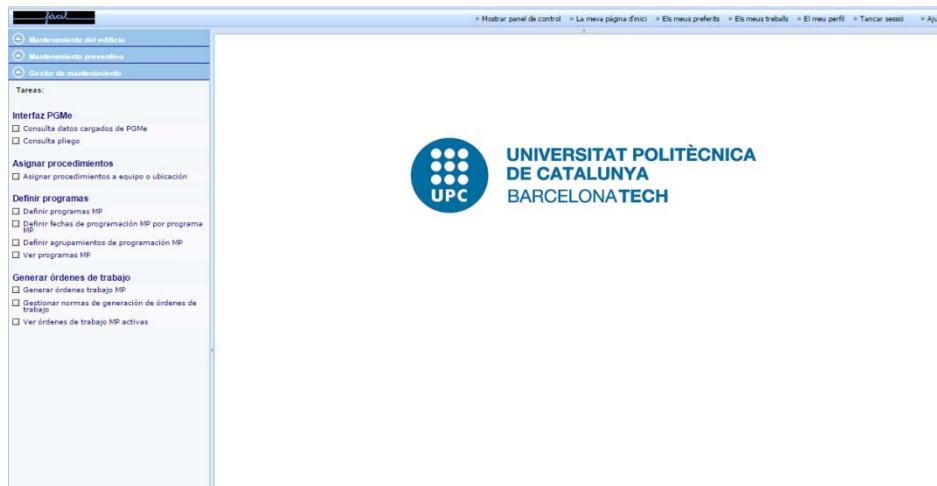 fàcil
» Mostrar panel de control » La meva pàgina d'inici » Els meus preferits » Els meus treballs » El meu perfil » Tancar sessió
Mantenimiento del edificio
Mantenimiento preventivo
Gestor de mantenimiento
Tareas:
Interfaz PGMe
Consulta datos cargados de PGMe
Consulta pliego
Asignar procedimientos
Asignar procedimientos a equipo o ubicación
Definir programas
Definir programas MP
Definir fechas de programación MP por programa
MP
Definir agrupamientos de programación MP
Ver programas MP
Generar órdenes de trabajo
Generar órdenes trabajo MP
Gestionar normas de generación de órdenes de
trabajo
Ver órdenes de trabajo MP activas
UPC
UNIVERSITAT POLITÈCNICA
DE CATALUNYA
BARCELONATECH